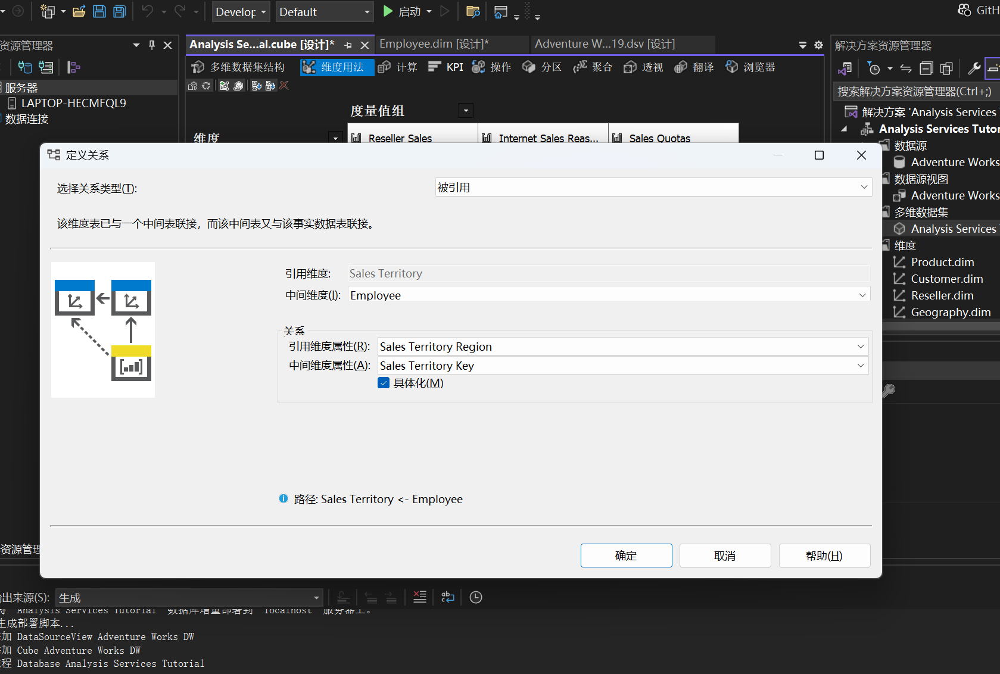 Develop
Default
启动
GitH
资源管理器
Analysis Se...al.cube [设计]*
Employee.dim [设计]*
Adventure W...19.dsv [设计]
解决方案资源管理器
多维数据集结构
维度用法
计算
KPI
操作
分区
聚合
透视
翻译
浏览器
服务器
LAPTOP-HECMFQL9
数据连接
搜索解决方案资源管理器(Ctrl+;)
度量值组
维度
Reseller Sales
Internet Sales Reas...
Sales Quotas
解决方案 'Analysis Services
Analysis Services Tutor
数据源
Adventure Works
数据源视图
Adventure Works
多维数据集
Analysis Services
维度
Product.dim
Customer.dim
Reseller.dim
Geography.dim
定义关系
选择关系类型(T):
被引用
该维度表已与一个中间表联接，而该中间表又与该事实数据表联接。
引用维度:
Sales Territory
中间维度(I):
Employee
关系
引用维度属性(R):
Sales Territory Region
中间维度属性(A):
Sales Territory Key
具体化(M)
路径: Sales Territory <- Employee
确定
取消
帮助(H)
资源管理
出来源(S):
生成
Analysis Services Tutorial 数据库增量部署到 localhost 服务器上。
生成部署脚本...
加 DataSourceView Adventure Works DW
加 Cube Adventure Works DW
程 Database Analysis Services Tutorial